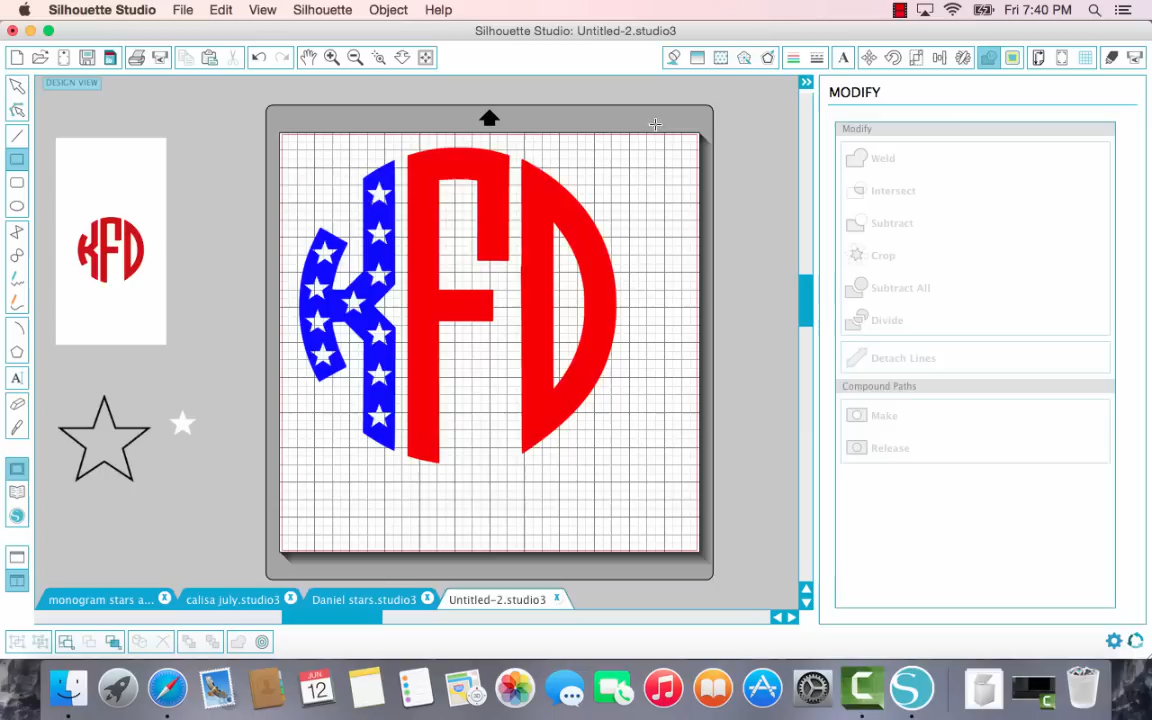 Silhouette Studio File Edit View Silhouette Object Help Fri 7:40 PM
Silhouette Studio: Untitled-2.studio3
DESIGN VIEW
MODIFY
Modify
Weld
Intersect
Subtract
Crop
Subtract All
Divide
Detach Lines
Compound Paths
Make
Release
KFD
KFD
monogram stars a... calisa july.studio3 Daniel stars.studio3 Untitled-2.studio3
JUN
12